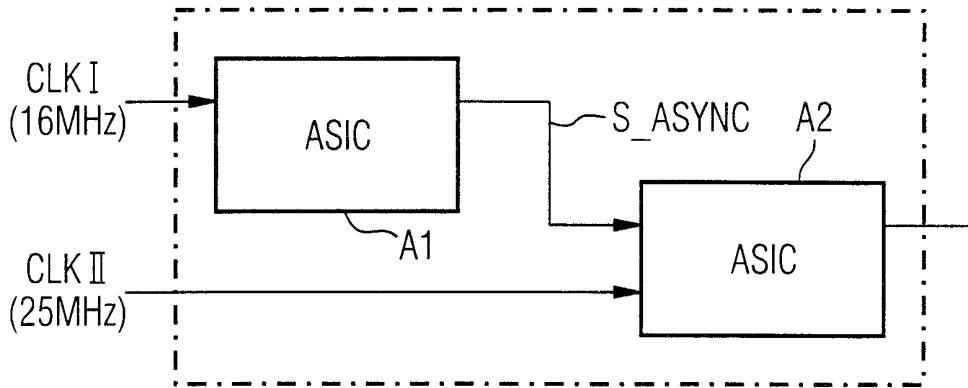 CLK I
(16MHz)
ASIC
A1
S_ASYNC
A2
ASIC
CLK II
(25MHz)